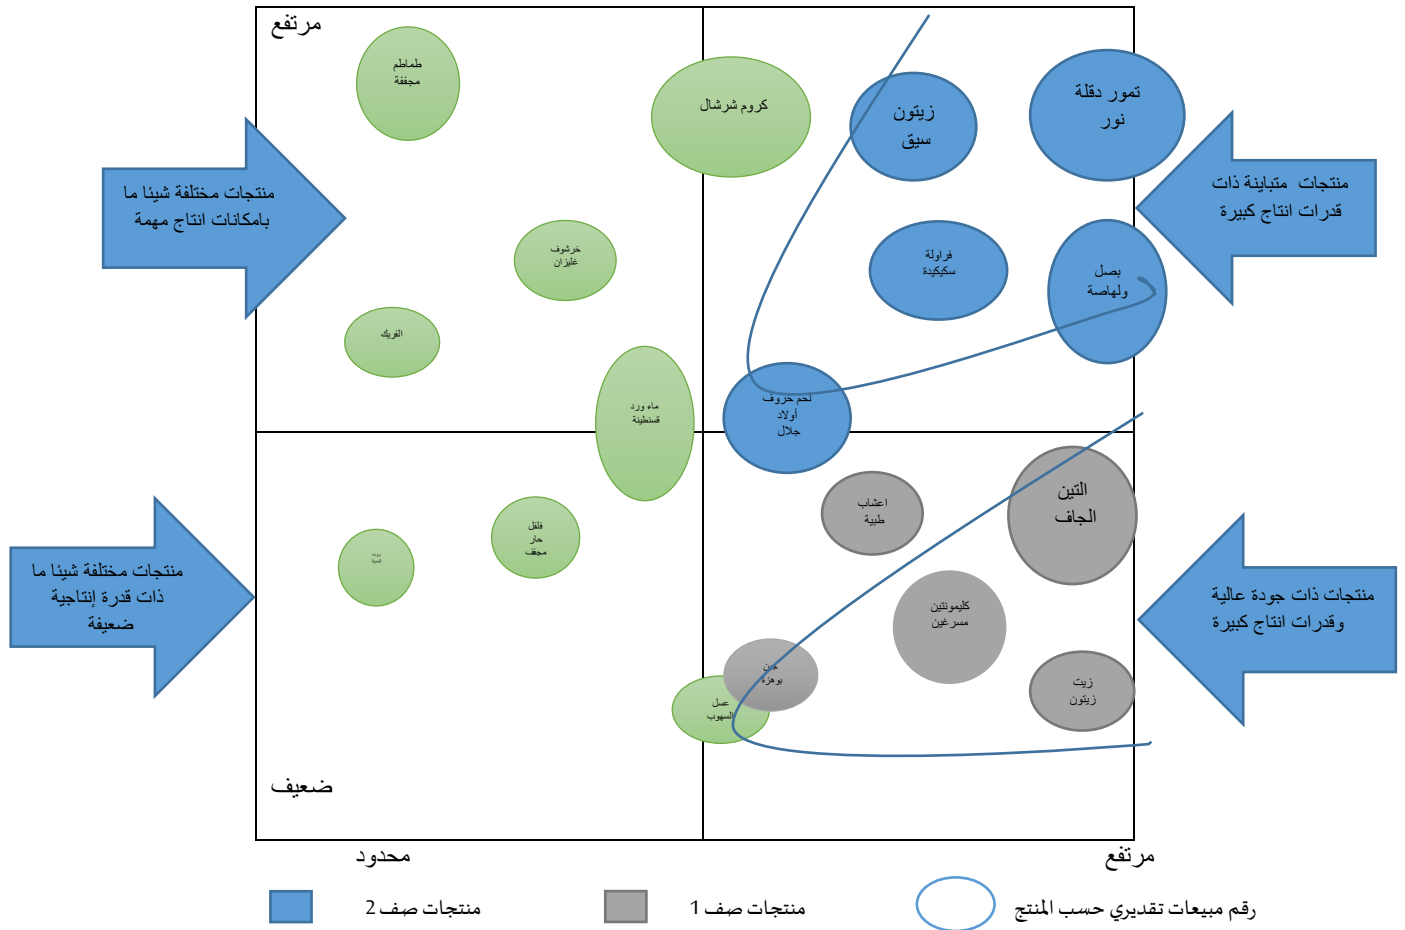 مرتفع
طماطم
مجففة
كروم شرشال
زيتون
سيق
تمور دقلة
نور
منتجات مختلفة شيئا ما
بامكانات انتاج مهمة
منتجات متباينة ذات
قدرات انتاج كبيرة
خرشوف
غليزان
فراولة
سكيكيدة
بصل
ولهاصة
الفريك
ماء ورد
قسنطينة
لحم خروف
أولاد
جلال
اعشاب
طبية
التين
الجاف
فلفل
حار
مجفف
منتجات مختلفة شيئا ما
ذات قدرة إنتاجية
ضعيفة
كليمونتين
مسرغين
منتجات ذات جودة عالية
وقدرات انتاج كبيرة
جبن
بوهزة
زيت
زيتون
عسل
السهوب
ضعيف
محدود
مرتفع
منتجات صف 2
منتجات صف 1
رقم مبيعات تقديري حسب المنتج